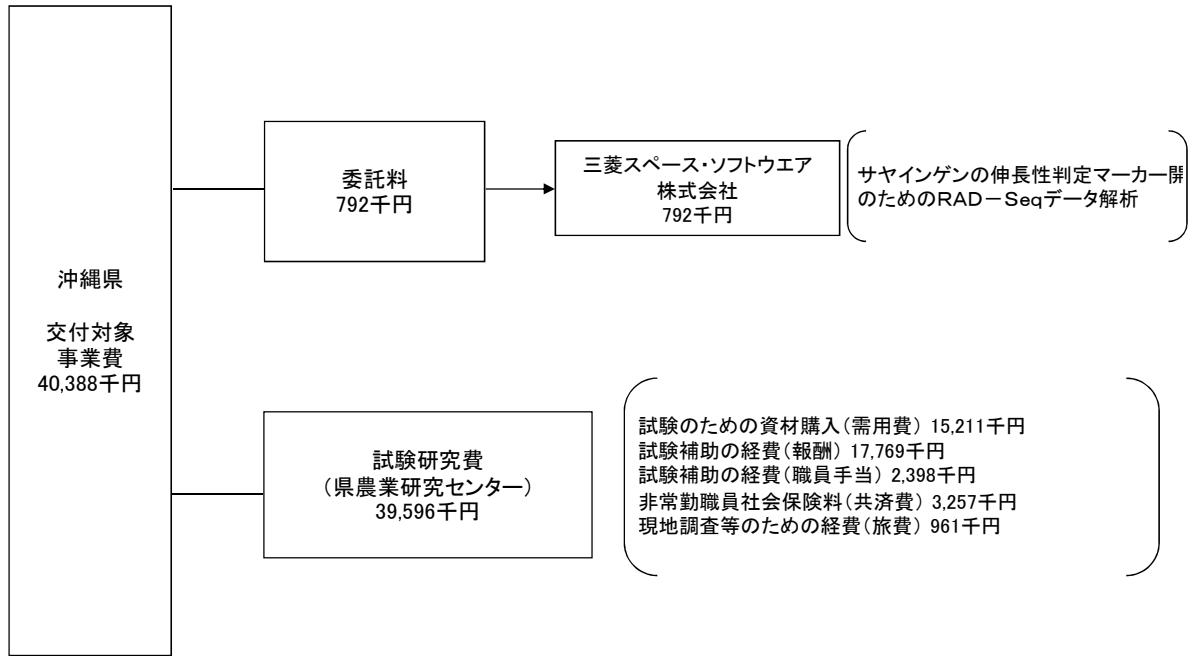 沖縄県
交付対象
事業費
40,388千円
委託料
792千円
三菱スペース・ソフトウエア
株式会社
792千円
サヤインゲンの伸長性判定マーカー開
のためのRAD－Seqデータ解析
試験研究費
（県農業研究センター）
39,596千円
試験のための資材購入（需用費） 15,211千円
試験補助の経費（報酬） 17,769千円
試験補助の経費（職員手当） 2,398千円
非常勤職員社会保険料（共済費） 3,257千円
現地調査等のための経費（旅費） 961千円